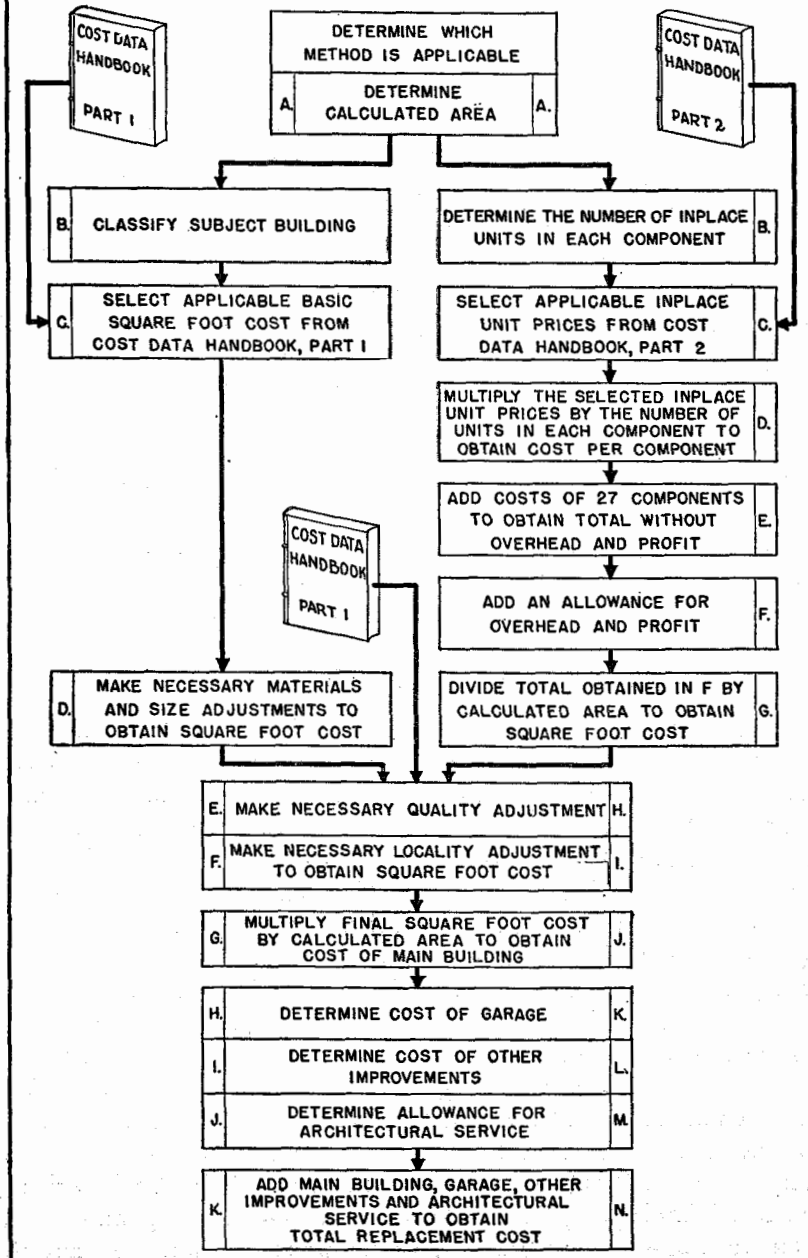 COST DATA
HANDBOOK
PART 1
DETERMINE WHICH
METHOD IS APPLICABLE
A. DETERMINE A.
CALCULATED AREA
COST DATA
HANDBOOK
PART 2
B. CLASSIFY SUBJECT BUILDING
DETERMINE THE NUMBER OF INPLACE
UNITS IN EACH COMPONENT B.
C. SELECT APPLICABLE BASIC
SQUARE FOOT COST FROM
COST DATA HANDBOOK, PART 1
SELECT APPLICABLE INPLACE
UNIT PRICES FROM COST C.
DATA HANDBOOK, PART 2
MULTIPLY THE SELECTED INPLACE
UNIT PRICES BY THE NUMBER OF
UNITS IN EACH COMPONENT TO D.
OBTAIN COST PER COMPONENT
ADD COSTS OF 27 COMPONENTS
TO OBTAIN TOTAL WITHOUT E.
OVERHEAD AND PROFIT
COST DATA
HANDBOOK
PART 1
ADD AN ALLOWANCE FOR
OVERHEAD AND PROFIT F.
MAKE NECESSARY MATERIALS
D. AND SIZE ADJUSTMENTS TO
OBTAIN SQUARE FOOT COST
DIVIDE TOTAL OBTAINED IN F BY
CALCULATED AREA TO OBTAIN G.
SQUARE FOOT COST
E. MAKE NECESSARY QUALITY ADJUSTMENT H.
F. MAKE NECESSARY LOCALITY ADJUSTMENT I.
TO OBTAIN SQUARE FOOT COST
MULTIPLY FINAL SQUARE FOOT COST
G. BY CALCULATED AREA TO OBTAIN J.
COST OF MAIN BUILDING
H. DETERMINE COST OF GARAGE K.
I. DETERMINE COST OF OTHER L.
IMPROVEMENTS
J. DETERMINE ALLOWANCE FOR M.
ARCHITECTURAL SERVICE
ADD MAIN BUILDING, GARAGE, OTHER
K. IMPROVEMENTS AND ARCHITECTURAL N.
SERVICE TO OBTAIN
TOTAL REPLACEMENT COST